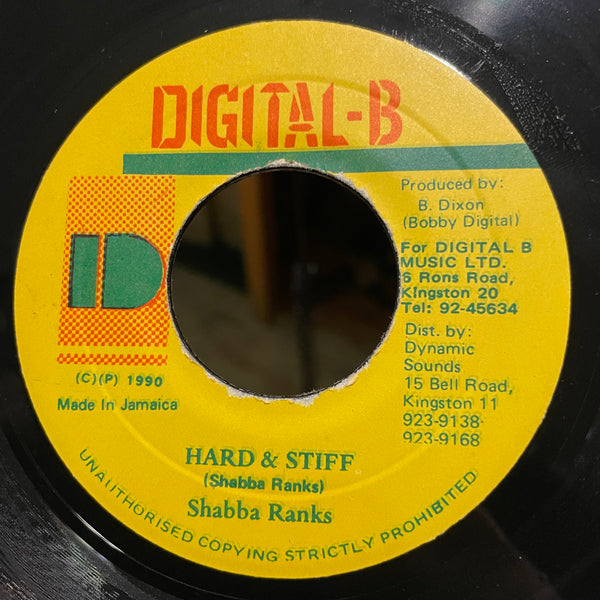 DIGITAL-B
Produced by:
B. Dixon
(Bobby Digital)
For DIGITAL B
MUSIC LTD.
6 Rons Road,
Kingston 20
Tel: 92-45634
Dist. by:
Dynamic
Sounds
15 Bell Road,
Kingston 11
923-9138
923-9168
D
(C)(P) 1990
Made In Jamaica
HARD & STIFF
(Shabba Ranks)
Shabba Ranks
UNAUTHORISED COPYING STRICTLY PROHIBITED